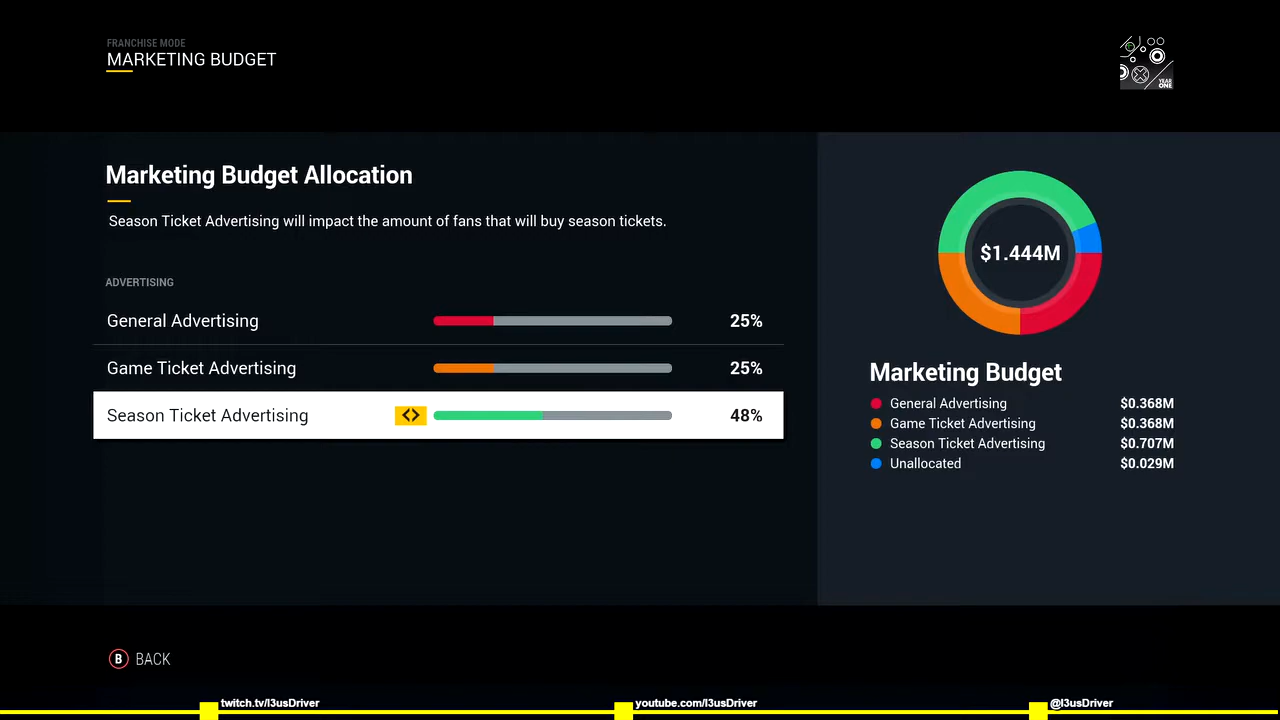 FRANCHISE MODE
MARKETING BUDGET
YEAR
ONE
Marketing Budget Allocation
Season Ticket Advertising will impact the amount of fans that will buy season tickets.
ADVERTISING
General Advertising 25%
Game Ticket Advertising 25%
Season Ticket Advertising 48%
$1.444M
Marketing Budget
General Advertising $0.368M
Game Ticket Advertising $0.368M
Season Ticket Advertising $0.707M
Unallocated $0.029M
B BACK
twitch.tv/l3usDriver youtube.com/l3usDriver @l3usDriver